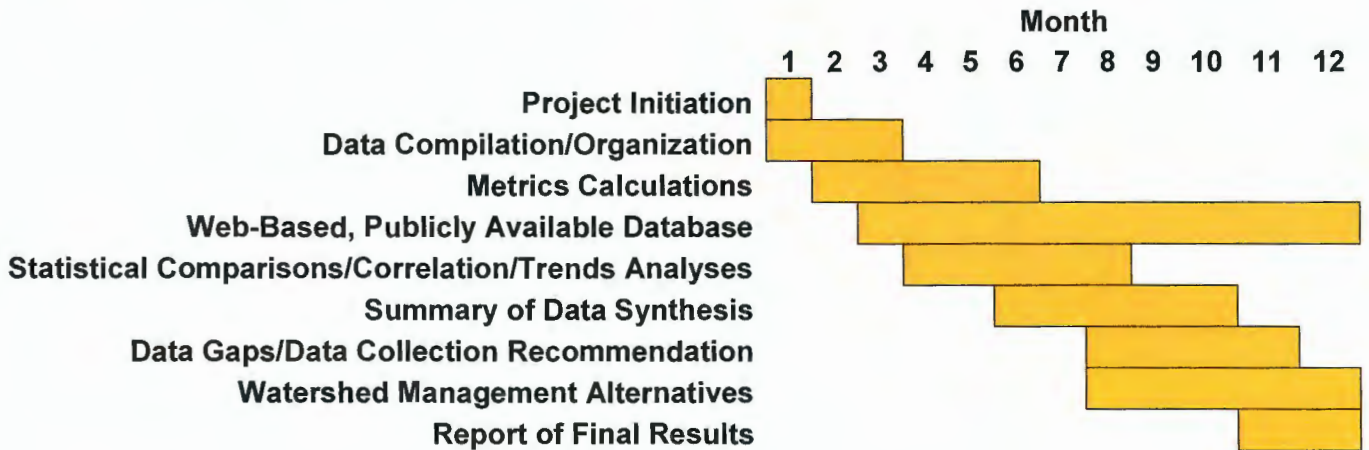 Month
1 2 3 4 5 6 7 8 9 10 11 12
Project Initiation
Data Compilation/Organization
Metrics Calculations
Web-Based, Publicly Available Database
Statistical Comparisons/Correlation/Trends Analyses
Summary of Data Synthesis
Data Gaps/Data Collection Recommendation
Watershed Management Alternatives
Report of Final Results